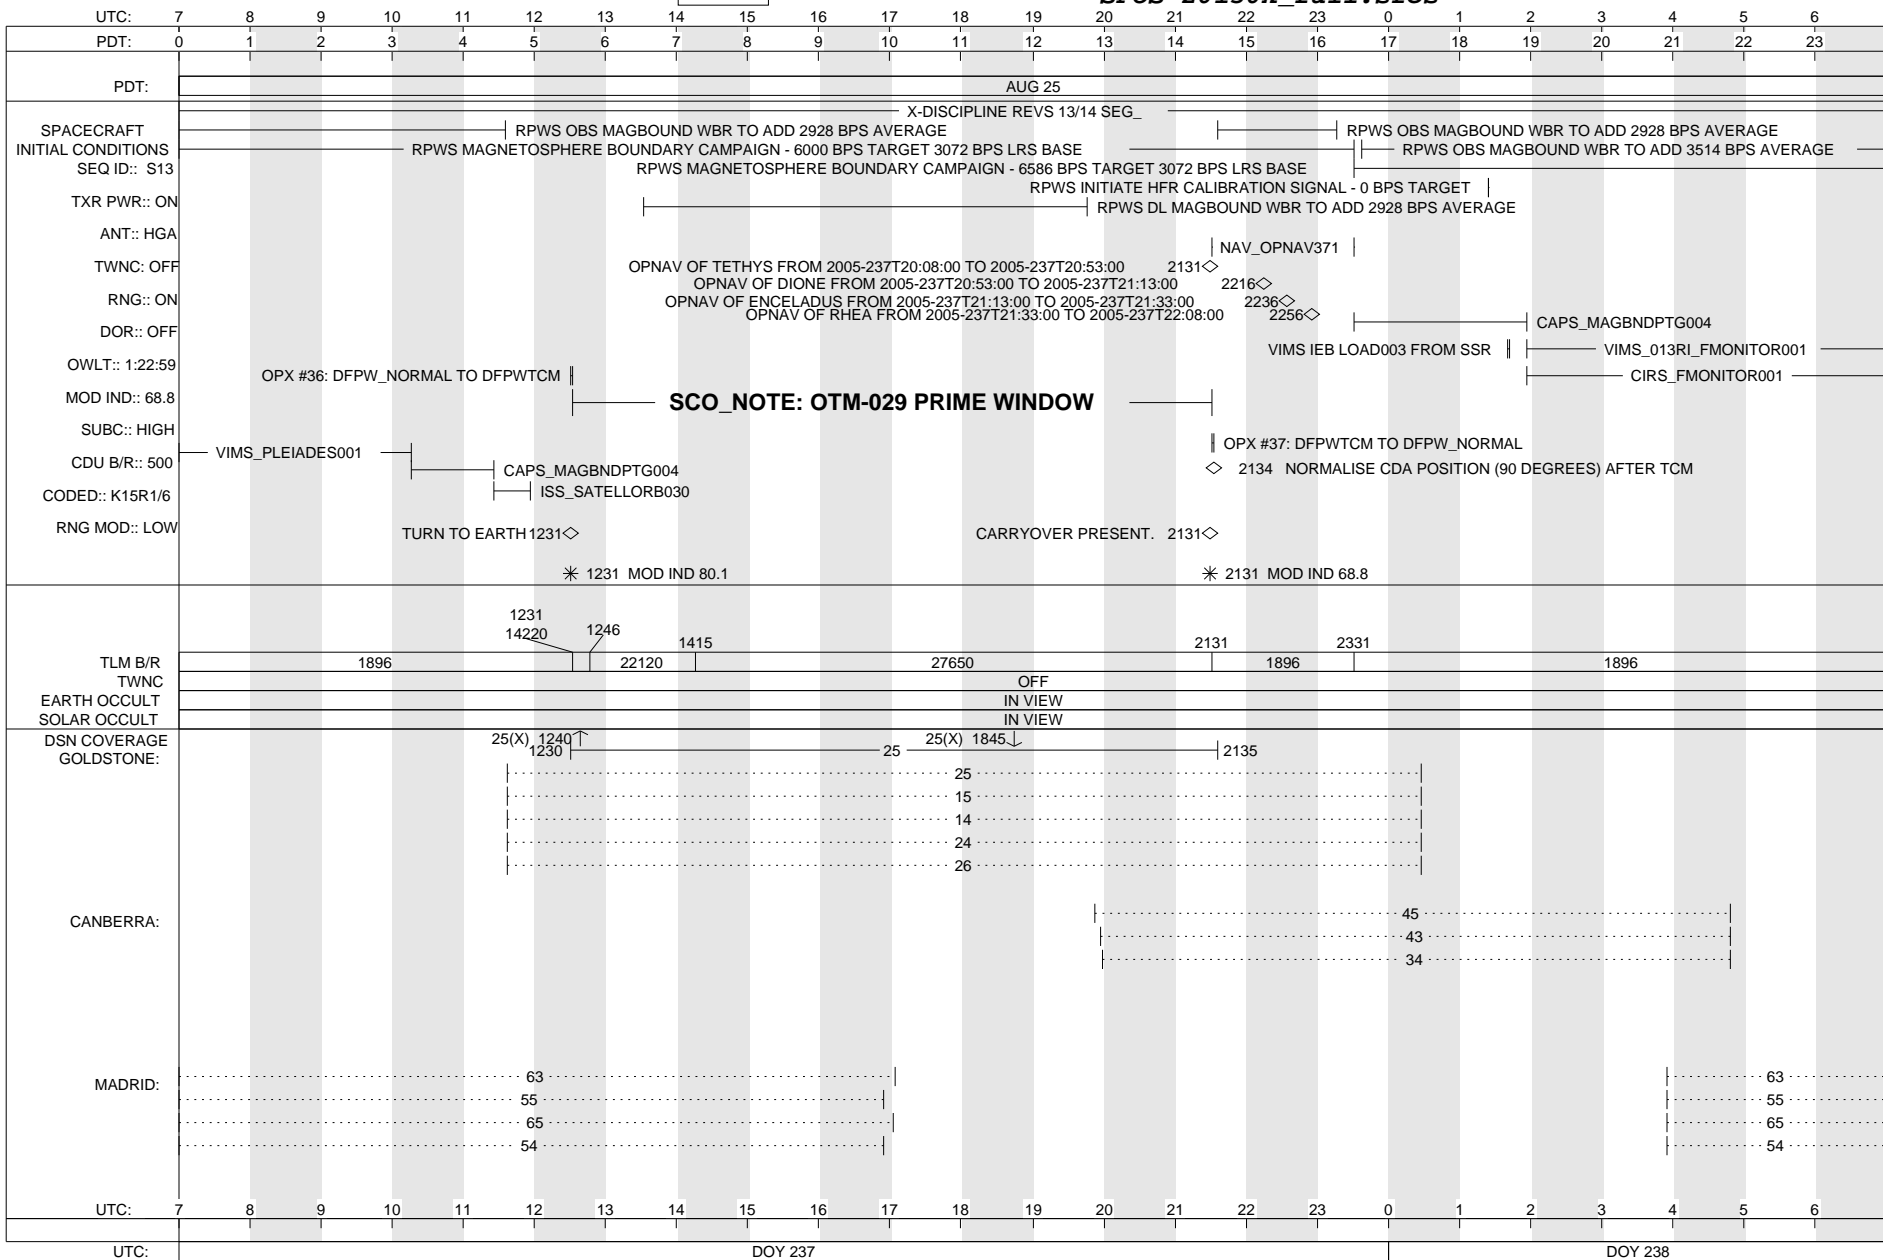 UTC: 7 8 9 10 11 12 13 14 15 16 17 18 19 20 21 22 23 0 1 2 3 4 5 6
PDT: 0 1 2 3 4 5 6 7 8 9 10 11 12 13 14 15 16 17 18 19 20 21 22 23
PDT: AUG 25
X-DISCIPLINE REVS 13/14 SEG_
SPACECRAFT RPWS OBS MAGBOUND WBR TO ADD 2928 BPS AVERAGE RPWS OBS MAGBOUND WBR TO ADD 2928 BPS AVERAGE
INITIAL CONDITIONS RPWS MAGNETOSPHERE BOUNDARY CAMPAIGN - 6000 BPS TARGET 3072 BPS LRS BASE RPWS OBS MAGBOUND WBR TO ADD 3514 BPS AVERAGE
SEQ ID:: S13 RPWS MAGNETOSPHERE BOUNDARY CAMPAIGN - 6586 BPS TARGET 3072 BPS LRS BASE
RPWS INITIATE HFR CALIBRATION SIGNAL - 0 BPS TARGET
TXR PWR:: ON RPWS DL MAGBOUND WBR TO ADD 2928 BPS AVERAGE
ANT:: HGA NAV_OPNAV371
TWNC: OFF OPNAV OF TETHYS FROM 2005-237T20:08:00 TO 2005-237T20:53:00 2131
OPNAV OF DIONE FROM 2005-237T20:53:00 TO 2005-237T21:13:00 2216
RNG:: ON OPNAV OF ENCELADUS FROM 2005-237T21:13:00 TO 2005-237T21:33:00 2236
OPNAV OF RHEA FROM 2005-237T21:33:00 TO 2005-237T22:08:00 2256
DOR:: OFF CAPS_MAGBNDPTG004
VIMS IEB LOAD003 FROM SSR VIMS_013RI_FMONITOR001
OWLT:: 1:22:59
OPX #36: DFPW_NORMAL TO DFPWTCM CIRS_FMONITOR001
MOD IND:: 68.8 SCO_NOTE: OTM-029 PRIME WINDOW
SUBC:: HIGH
OPX #37: DFPWTCM TO DFPW_NORMAL
VIMS_PLEIADES001
CDU B/R:: 500 CAPS_MAGBNDPTG004 2134 NORMALISE CDA POSITION (90 DEGREES) AFTER TCM
CODED:: K15R1/6 ISS_SATELLORB030
RNG MOD:: LOW TURN TO EARTH 1231 CARRYOVER PRESENT. 2131
1231 MOD IND 80.1 2131 MOD IND 68.8
1231
14220 1246 1415 2131 2331
TLM B/R 1896 22120 27650 1896 1896
TWNC OFF
EARTH OCCULT IN VIEW
SOLAR OCCULT IN VIEW
DSN COVERAGE 25(X) 1240 25(X) 1845
GOLDSTONE: 1230 25 2135
25
15
14
24
26
CANBERRA: 45
43
34
MADRID: 63 63
55 55
65 65
54 54
UTC: 7 8 9 10 11 12 13 14 15 16 17 18 19 20 21 22 23 0 1 2 3 4 5 6
UTC: DOY 237 DOY 238